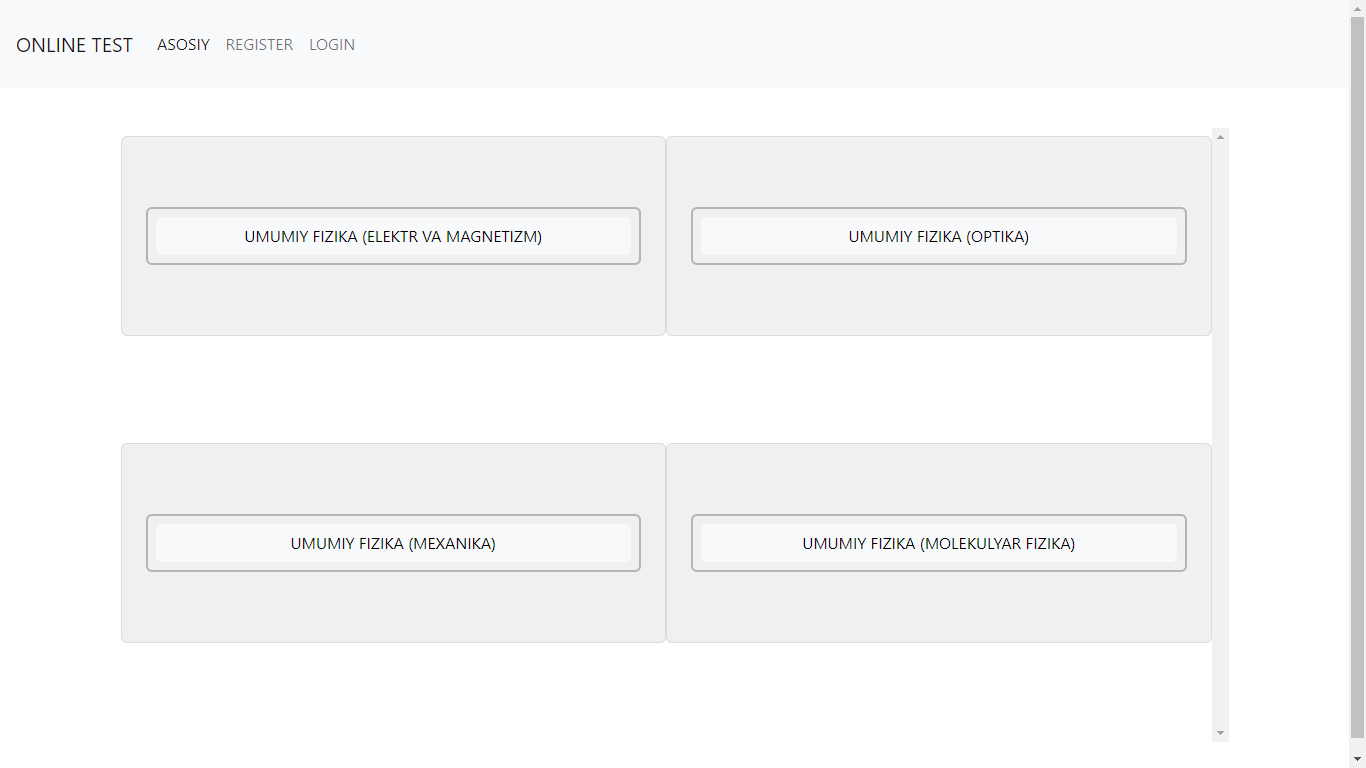 ONLINE TEST ASOSIY REGISTER LOGIN
UMUMIY FIZIKA (ELEKTR VA MAGNETIZM)
UMUMIY FIZIKA (OPTIKA)
UMUMIY FIZIKA (MEXANIKA)
UMUMIY FIZIKA (MOLEKULYAR FIZIKA)